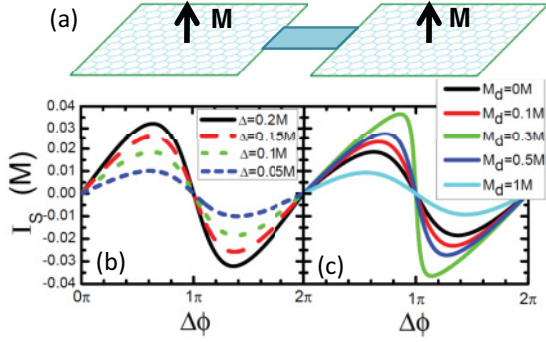 (a)
M
M
I_S (M)
0.04
0.03
0.02
0.01
0.00
-0.01
-0.02
-0.03
-0.04
Δ=0.2M
Δ=0.15M
Δ=0.1M
Δ=0.05M
(b)
0π
1π
2π
Δϕ
M_d=0M
M_d=0.1M
M_d=0.3M
M_d=0.5M
M_d=1M
(c)
1π
2π
Δϕ